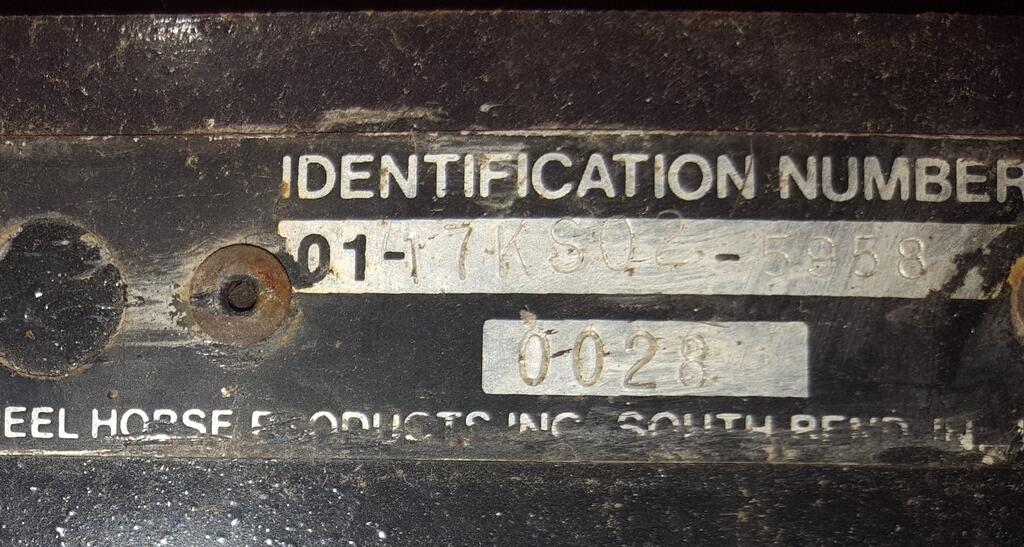 IDENTIFICATION NUMBER
01-17KS02-5958
0028
EEL HORSE PRODUCTS INC. SOUTH BEND, IN.